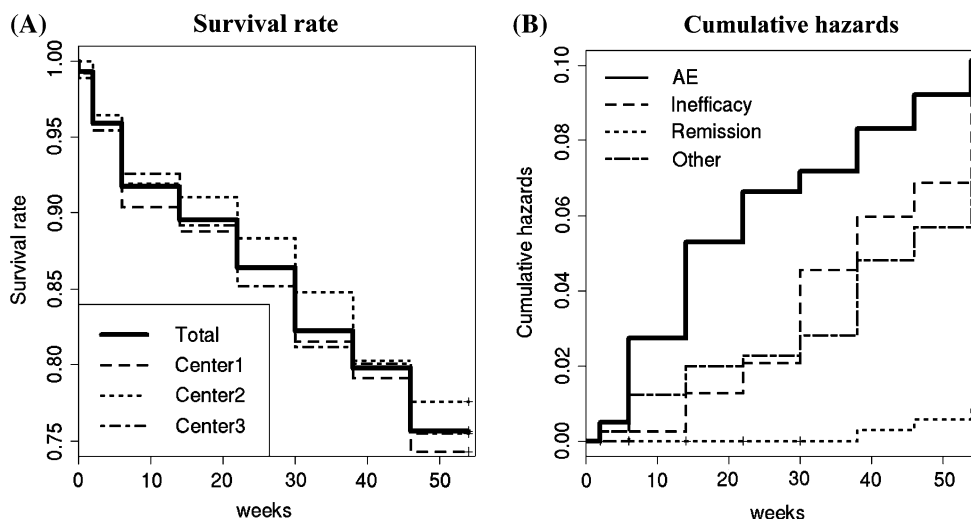 (A) Survival rate
1.00
0.95
0.90
0.85
0.80
0.75
Survival rate
Total
Center1
Center2
Center3
0 10 20 30 40 50
weeks
(B) Cumulative hazards
0.10
0.08
0.06
0.04
0.02
0.00
Cumulative hazards
AE
Inefficacy
Remission
Other
0 10 20 30 40 50
weeks